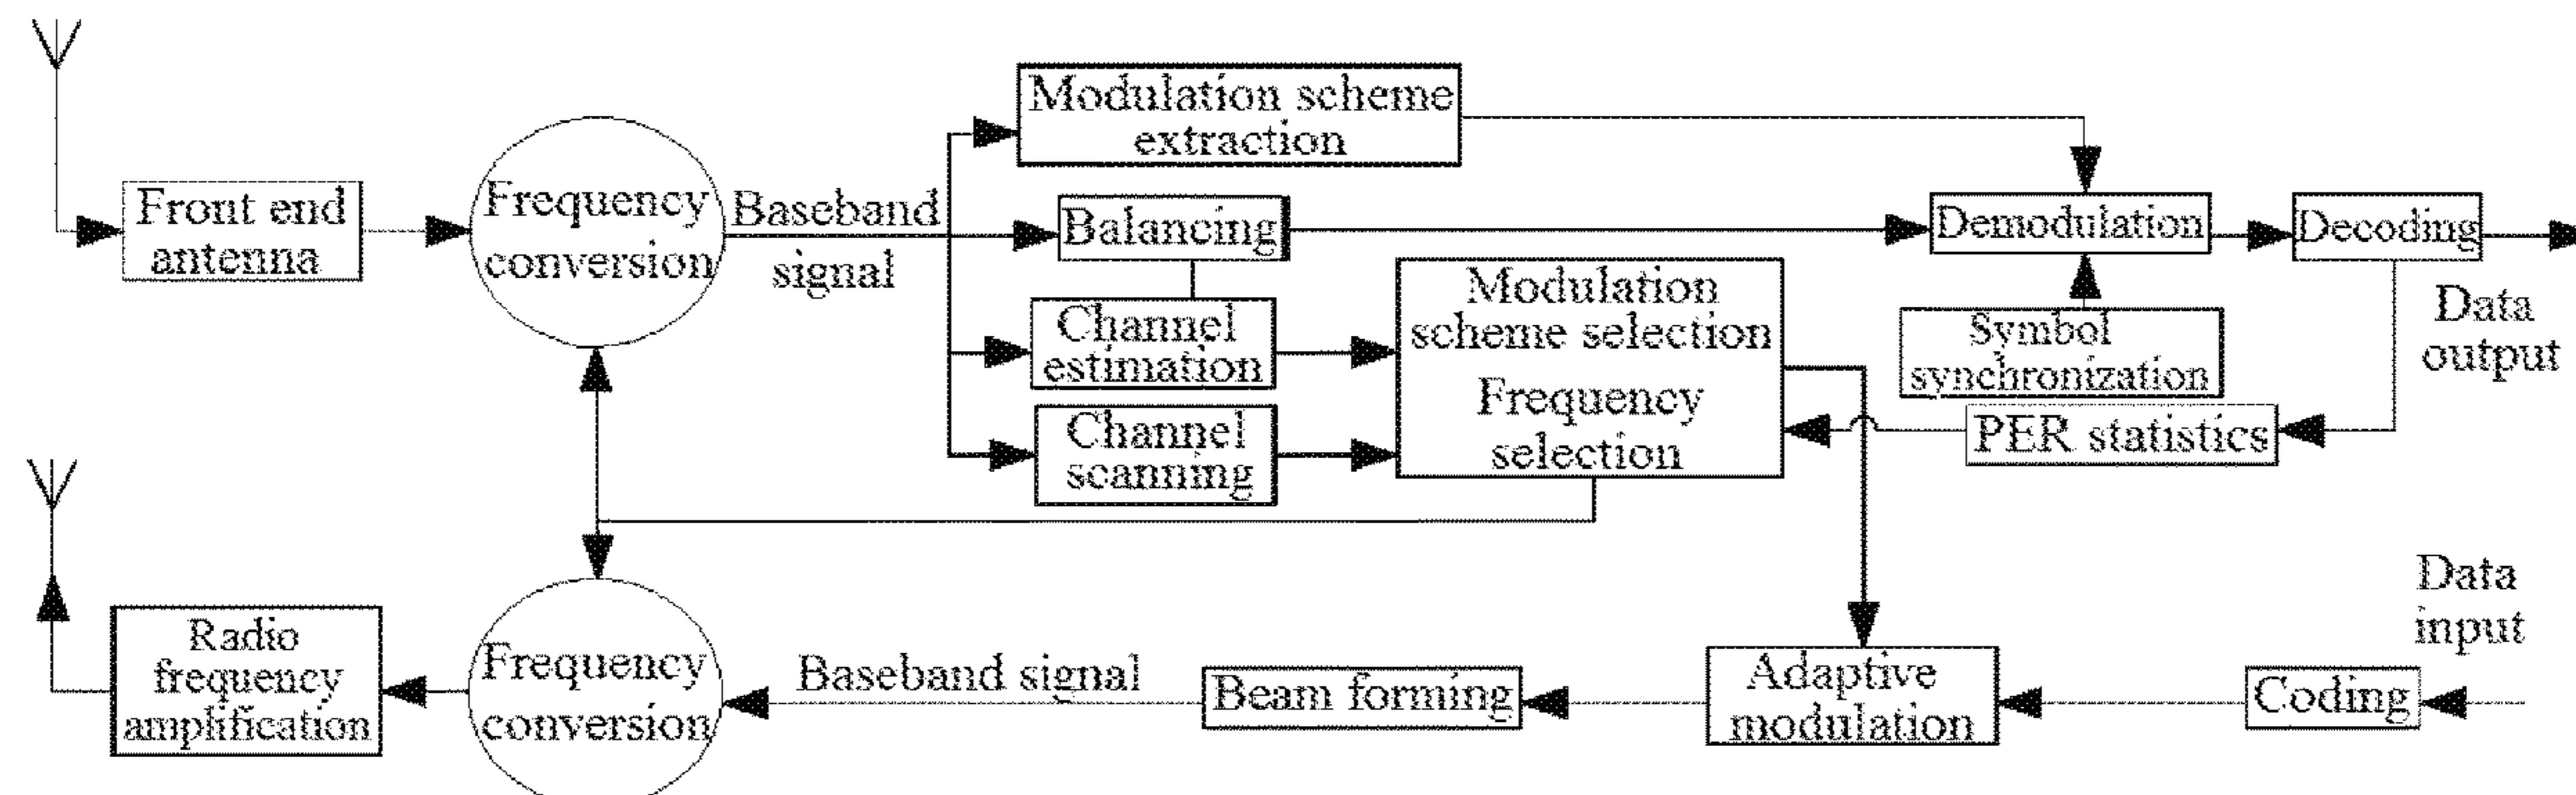 Modulation scheme
extraction
Front end
antenna
Frequency
conversion
Baseband
signal
Balancing
Demodulation
Decoding
Channel
estimation
Modulation
scheme selection
Frequency
selection
Symbol
synchronization
Data
output
Channel
scanning
PER statistics
Radio
frequency
amplification
Frequency
conversion
Baseband signal
Beam forming
Adaptive
modulation
Coding
Data
input